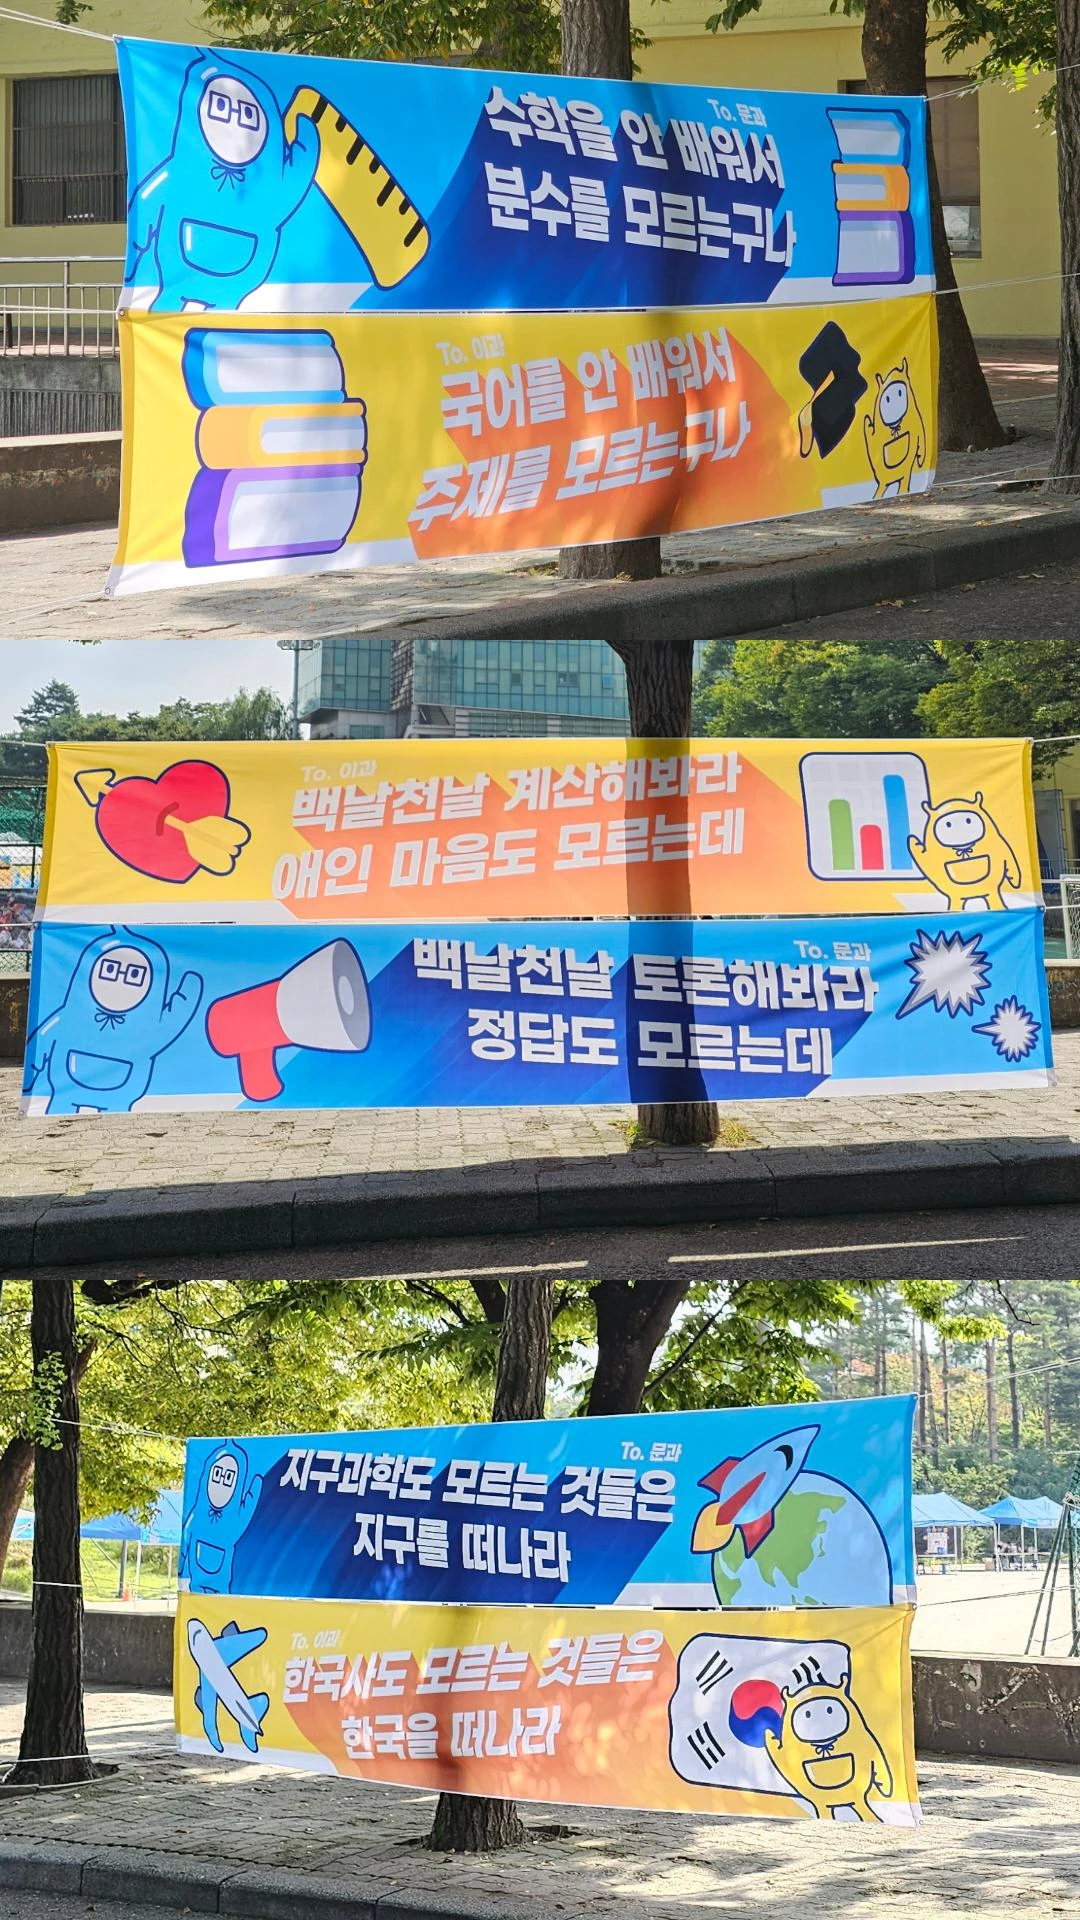 To. 문과
수학을 안 배워서
분수를 모르는구나
To. 이과
국어를 안 배워서
주제를 모르는구나
To. 이과
백날천날 계산해봐라
애인 마음도 모르는데
To. 문과
백날천날 토론해봐라
정답도 모르는데
To. 문과
지구과학도 모르는 것들은
지구를 떠나라
To. 이과
한국사도 모르는 것들은
한국을 떠나라